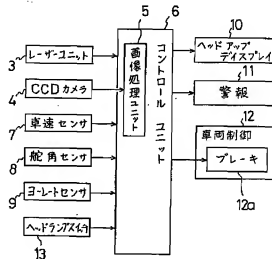 5
6
画像処理ユニット
コントロールユニット
レーザーユニット
3
CCDカメラ
4
車速センサ
7
舵角センサ
8
ヨーレートセンサ
9
ヘッドランプスイッチ
13
10
ヘッドアップ
ディスプレイ
11
警報
12
車両制御
ブレーキ
12a